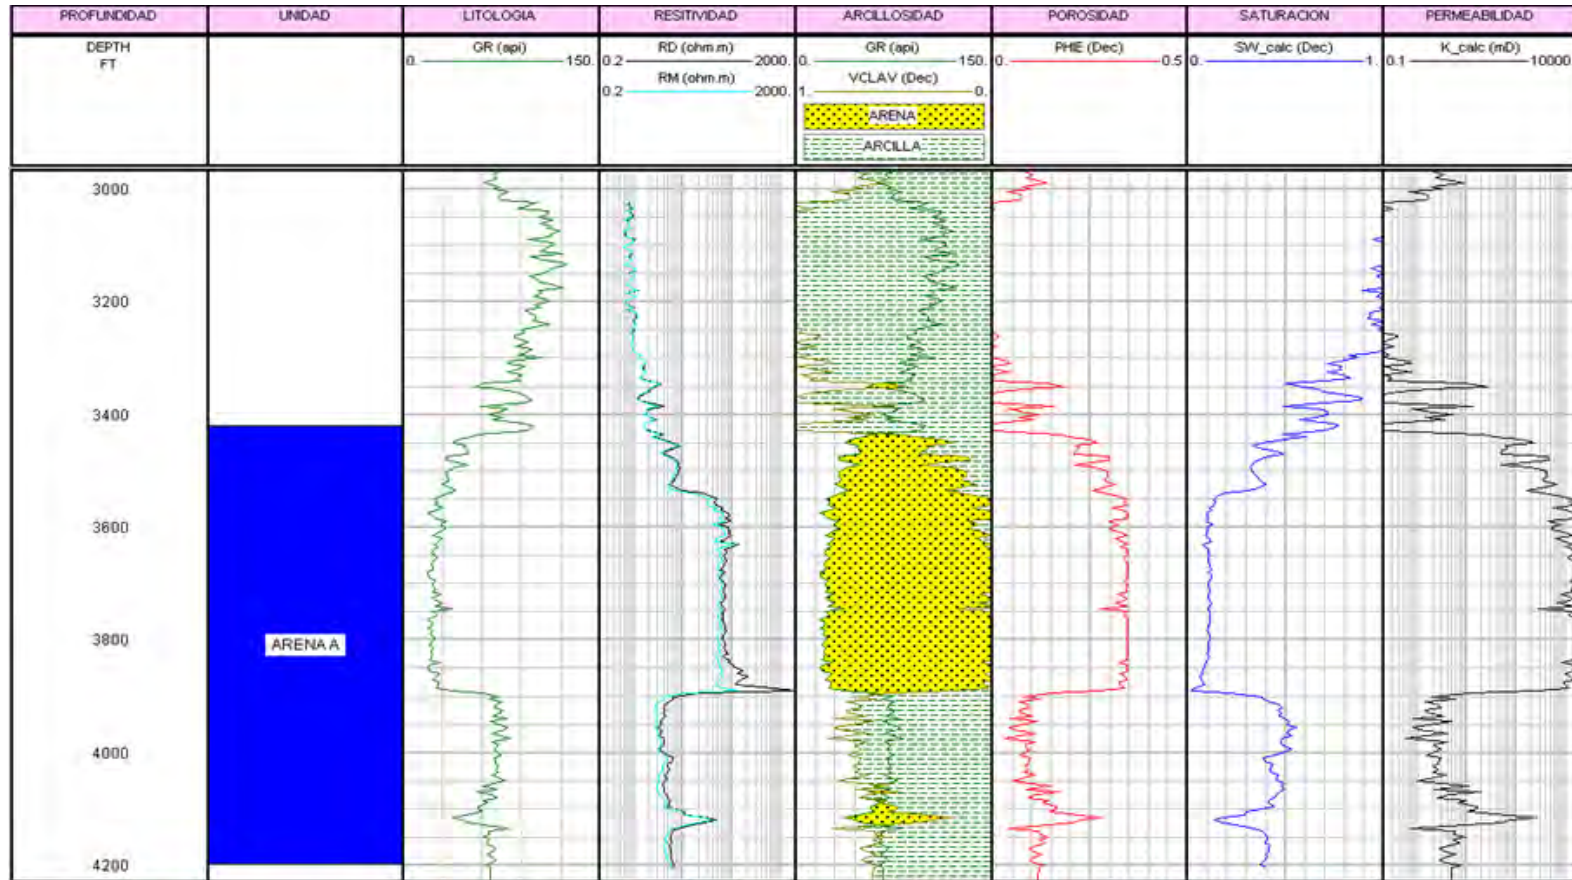 PROFUNDIDAD UNIDAD LITOLOGIA RESITIVIDAD ARCILLOSIDAD POROSIDAD SATURACION PERMEABILIDAD
DEPTH GR (api) RD (ohm.m) GR (api) PHIE (Dec) SW_calc (Dec) K_calc (mD)
FT 0. 150. 0.2 2000. 0. 150. 0. 0.5 0. 1. 0.1 10000
RM (ohm.m) VCLAV (Dec)
0.2 2000. 1. 0.
ARENA
ARCILLA
3000
3200
3400
3600
3800 ARENA A
4000
4200